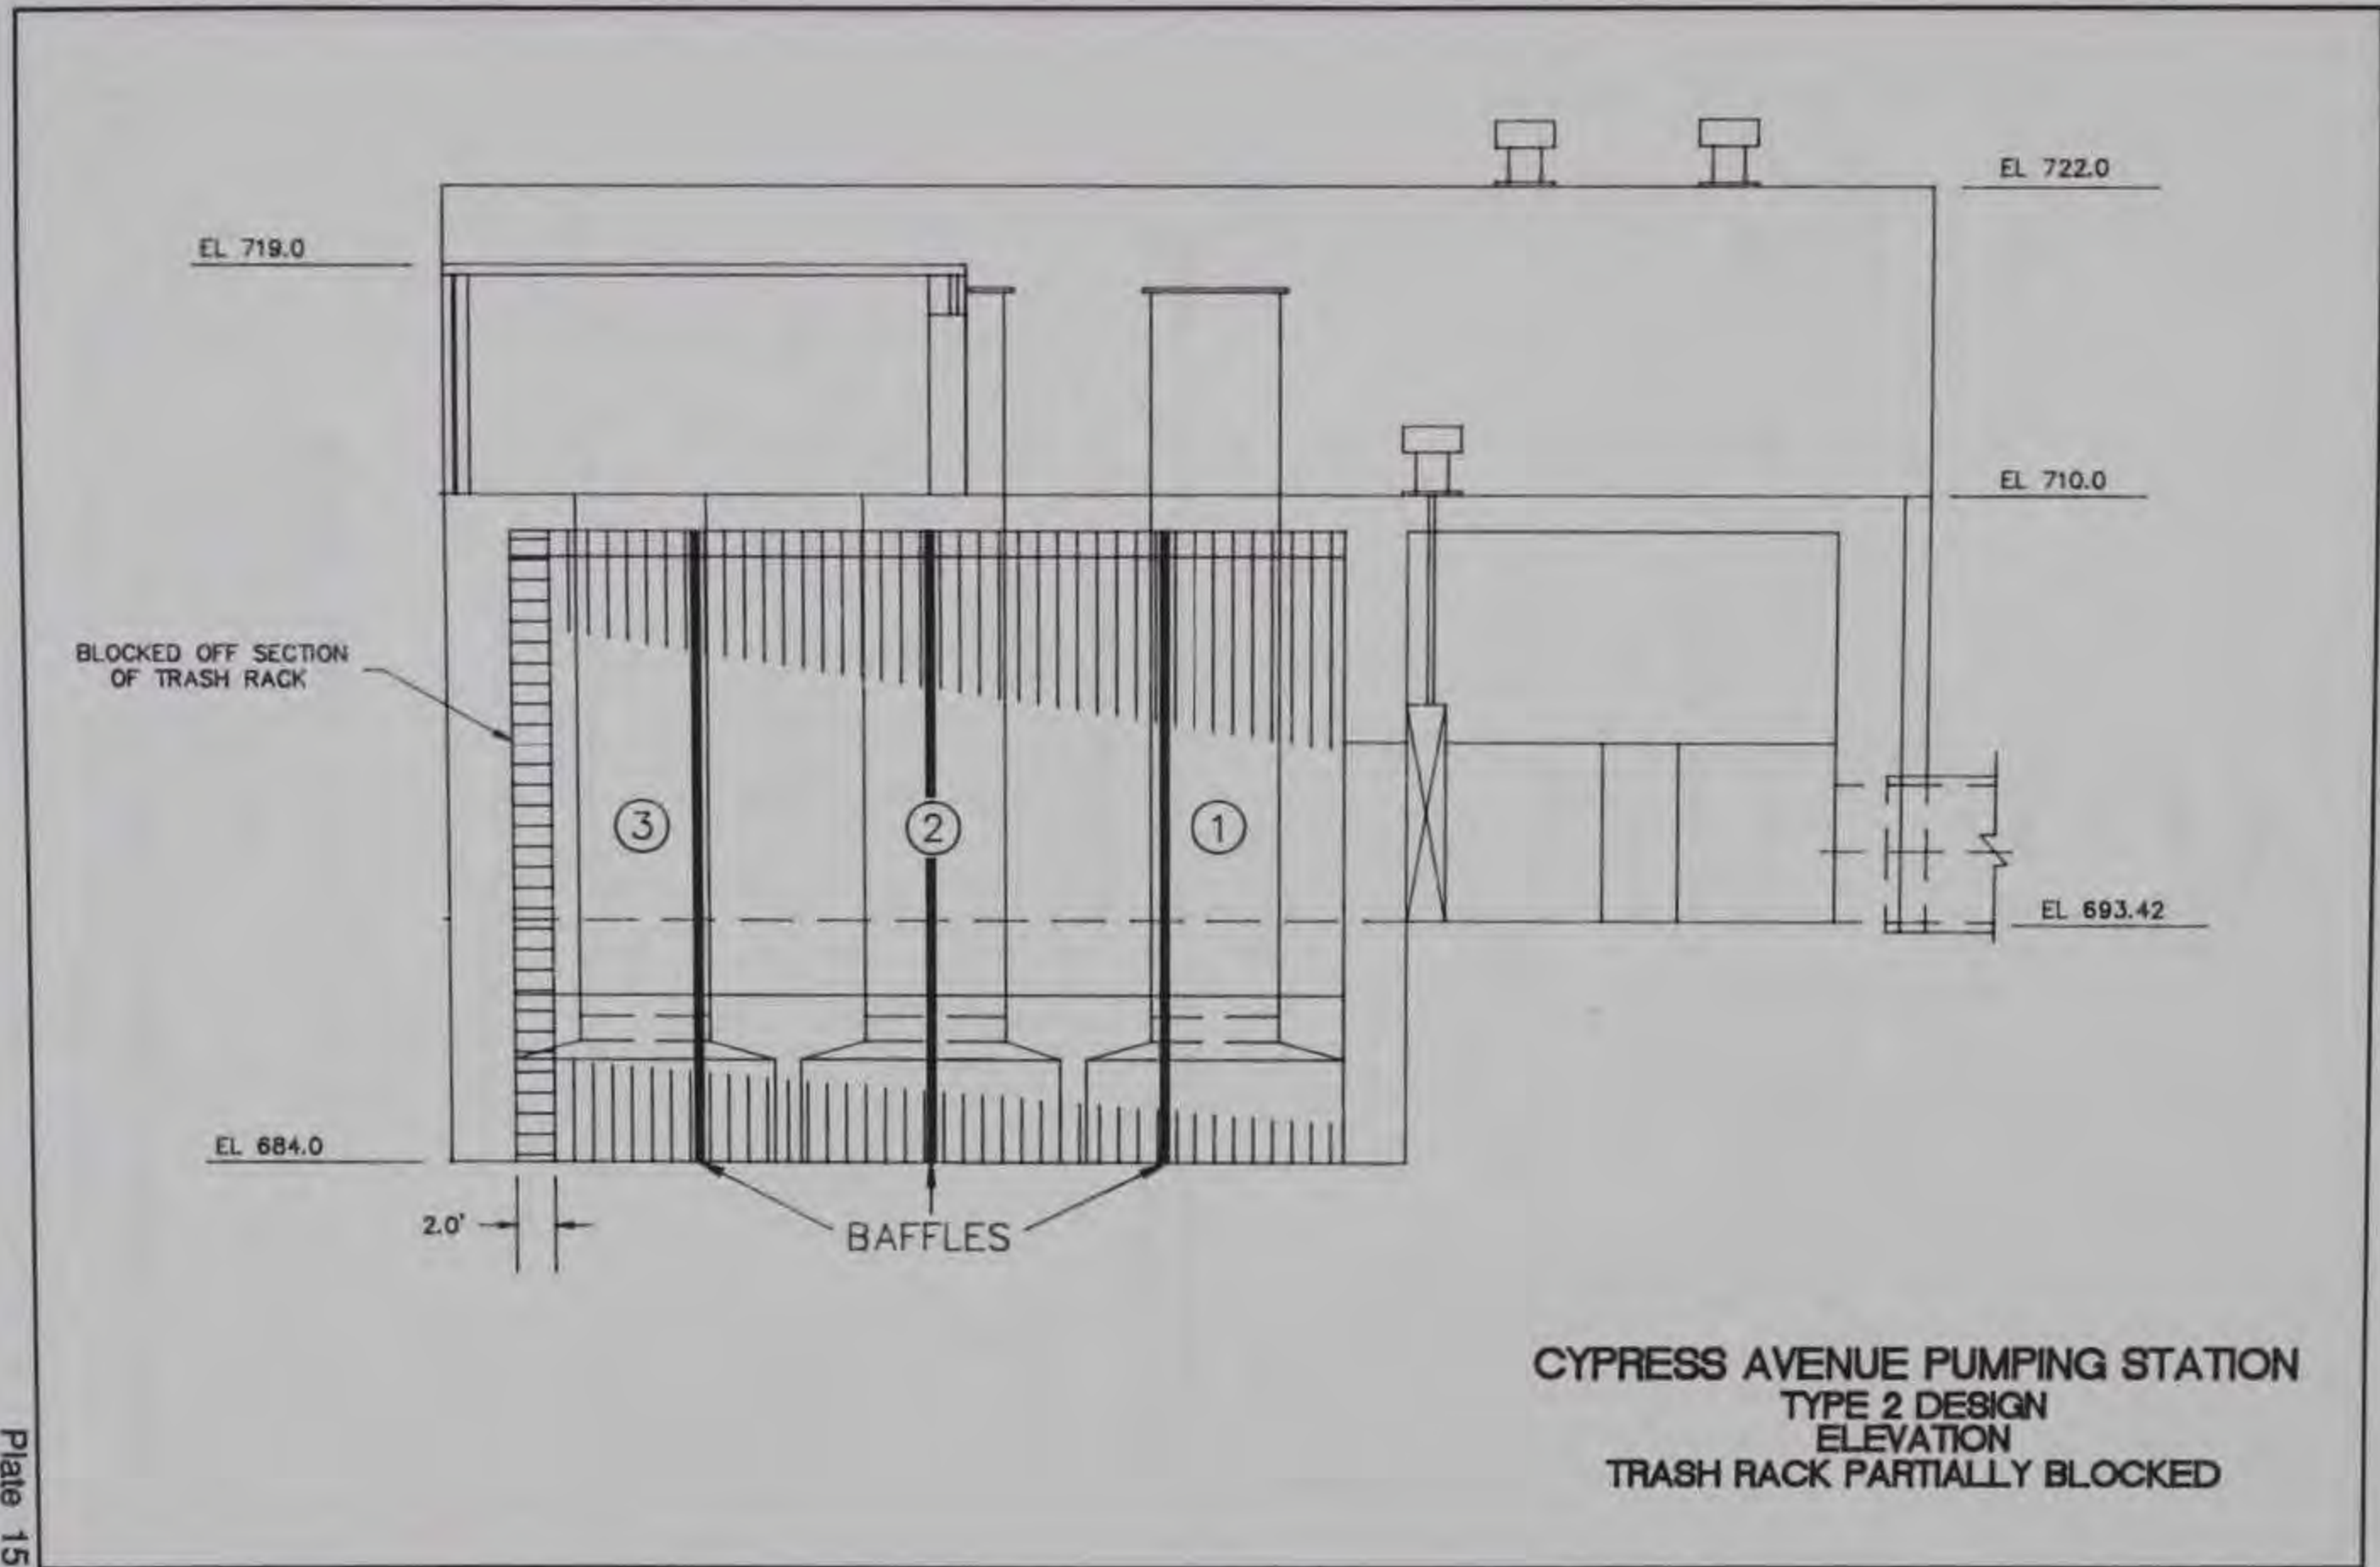 EL 722.0
EL 719.0
EL 710.0
BLOCKED OFF SECTION
OF TRASH RACK
3
2
1
EL 693.42
EL 684.0
2.0'
BAFFLES
CYPRESS AVENUE PUMPING STATION
TYPE 2 DESIGN
ELEVATION
TRASH RACK PARTIALLY BLOCKED
Plate 15